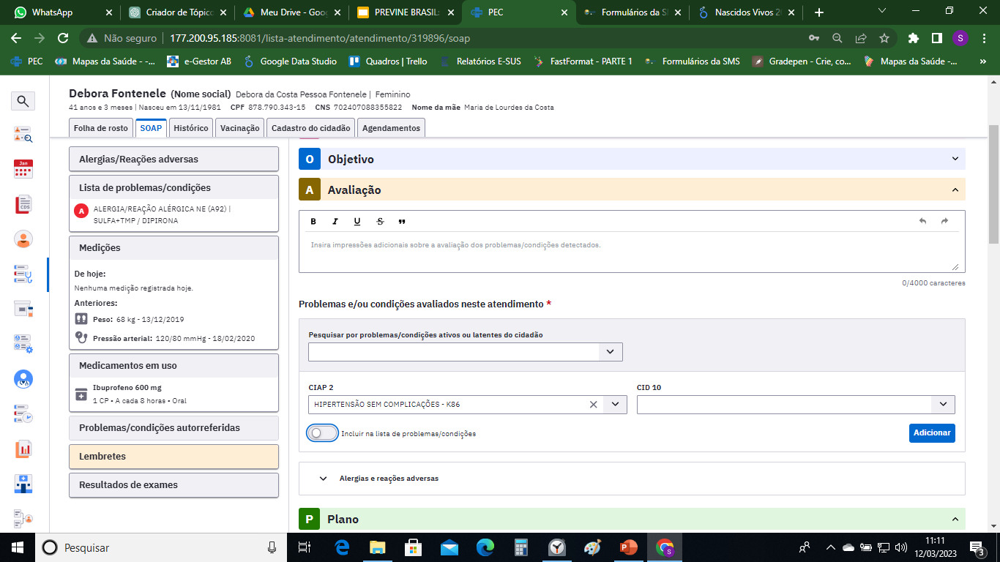 WhatsApp
Criador de Tópico
Meu Drive - Goog
PREVINE BRASIL:
PEC
Formulários da SM
Nascidos Vivos 20
Não seguro
177.200.95.185:8081/lista-atendimento/atendimento/319896/soap
S
PEC
Mapas da Saúde - -...
e-Gestor AB
Google Data Studio
Quadros | Trello
Relatórios E-SUS
FastFormat - PARTE 1
Formulários da SMS
Gradepen - Crie, co...
Mapas da Saúde -...
»
Debora Fontenele (Nome social) Debora da Costa Pessoa Fontenele | Feminino
41 anos e 3 meses | Nasceu em 13/11/1981 CPF 878.790.343-15 CNS 702407088355822 Nome da mãe Maria de Lourdes da Costa
Folha de rosto
SOAP
Histórico
Vacinação
Cadastro do cidadão
Agendamentos
Jan
CDS
Alergias/Reações adversas
Lista de problemas/condições
A
ALERGIA/REAÇÃO ALÉRGICA NE (A92) |
SULFA+TMP / DIPIRONA
Medições
De hoje:
Nenhuma medição registrada hoje.
Anteriores:
Peso: 68 kg - 13/12/2019
Pressão arterial: 120/80 mmHg - 18/02/2020
Medicamentos em uso
Ibuprofeno 600 mg
1 CP • A cada 8 horas • Oral
Problemas/condições autorreferidas
Lembretes
Resultados de exames
O Objetivo
A Avaliação
B I U S
Insira impressões adicionais sobre a avaliação dos problemas/condições detectados.
0/4000 caracteres
Problemas e/ou condições avaliados neste atendimento *
Pesquisar por problemas/condições ativos ou latentes do cidadão
CIAP 2
CID 10
HIPERTENSÃO SEM COMPLICAÇÕES - K86
Incluir na lista de problemas/condições
Adicionar
Alergias e reações adversas
P Plano
Pesquisar
11:11
12/03/2023
3